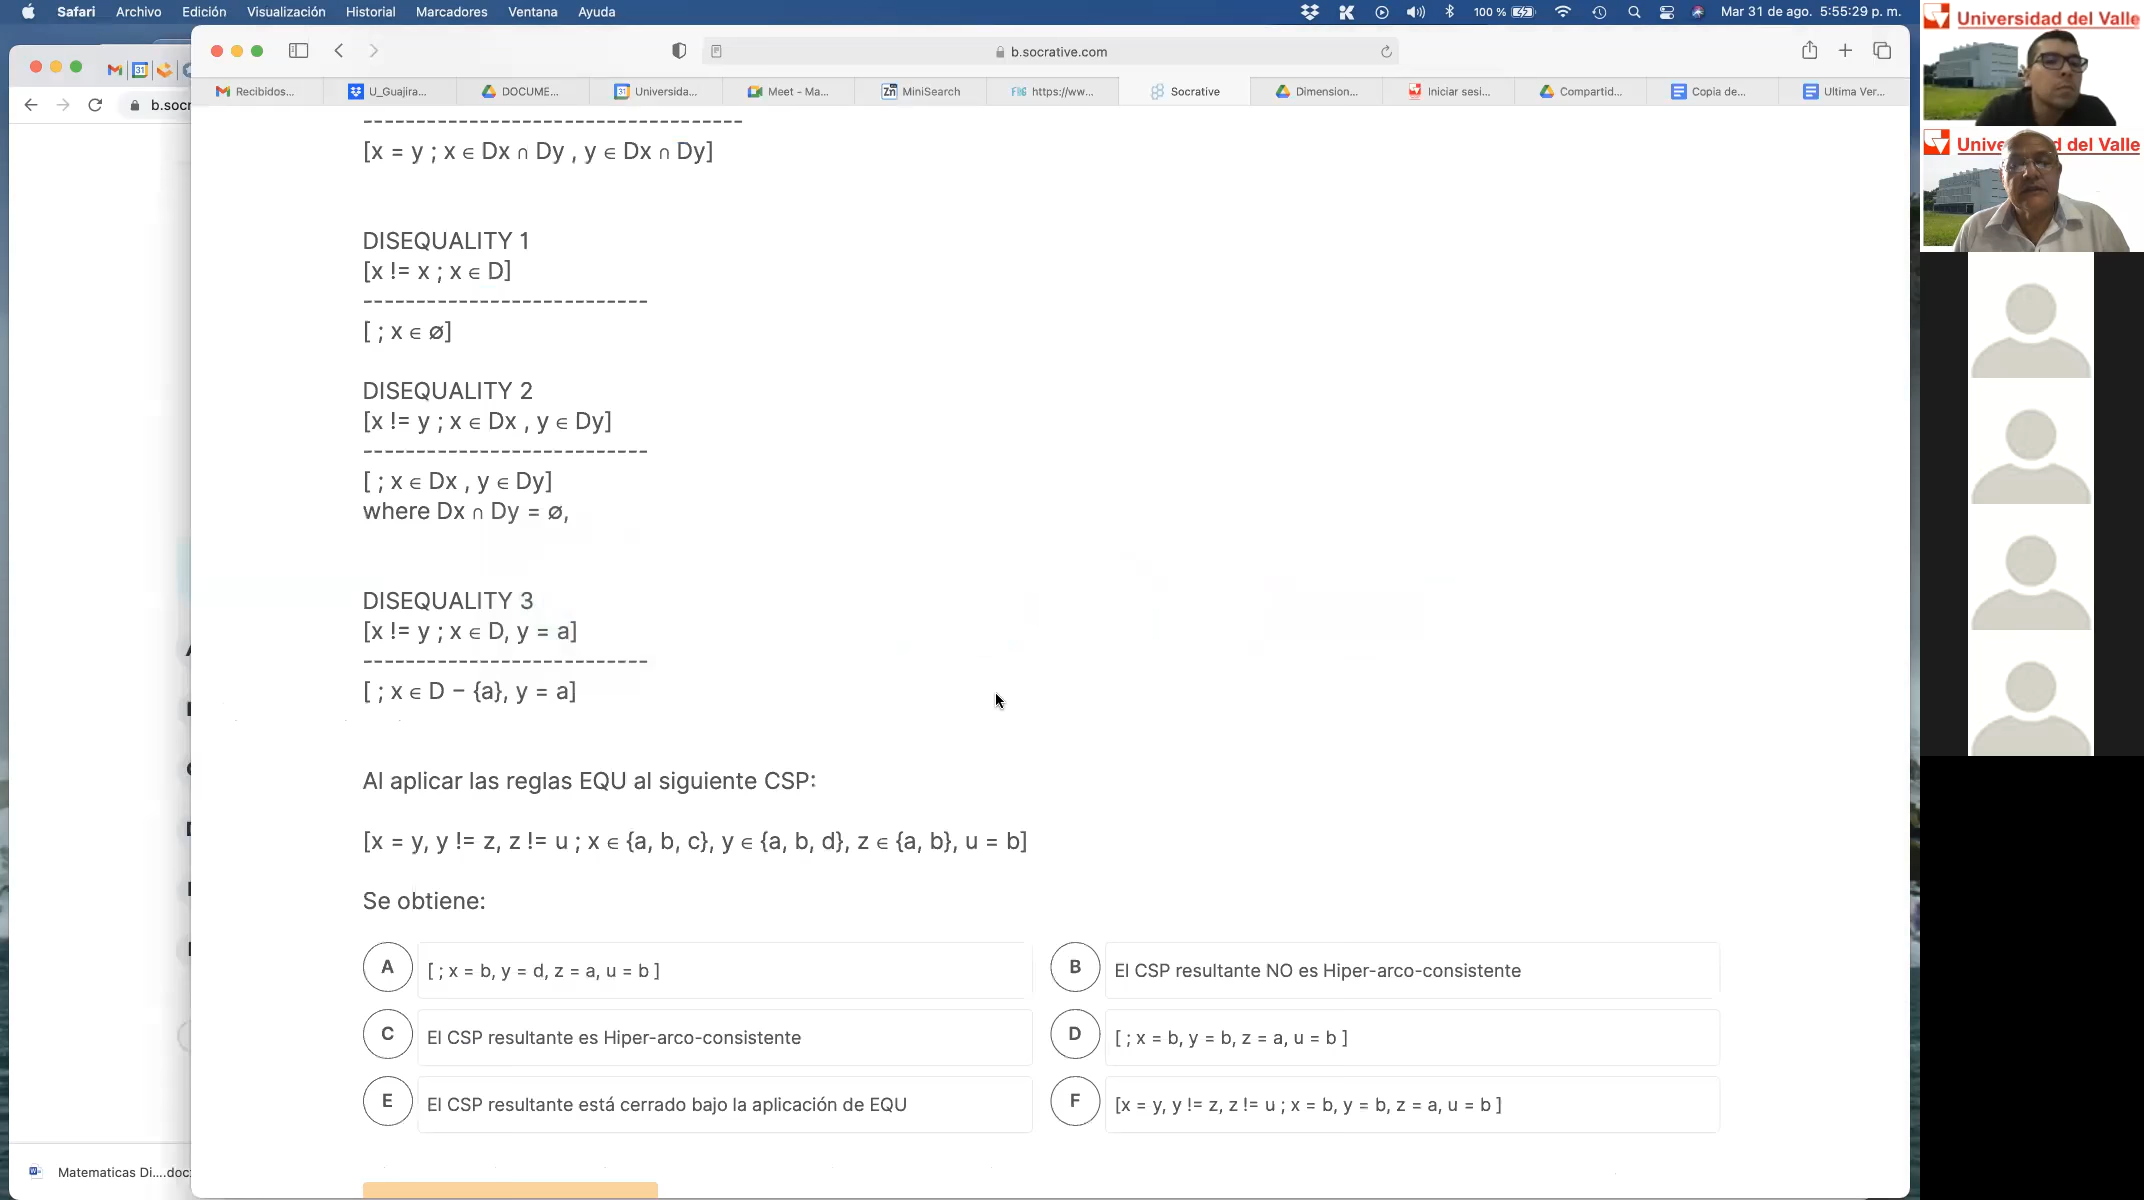 Safari Archivo Edición Visualización Historial Marcadores Ventana Ayuda
100 % Mar 31 de ago. 5:55:29 p. m.
b.socrative.com
Recibidos... U_Guajira... DOCUME... Universida... Meet - Ma... MiniSearch https://ww... Socrative Dimension... Iniciar sesi... Compartid... Copia de... Ultima Ver...
b.socr
-----------------------------------
[x = y ; x ∈ Dx ∩ Dy , y ∈ Dx ∩ Dy]
DISEQUALITY 1
[x != x ; x ∈ D]
---------------------------
[ ; x ∈ ∅]
DISEQUALITY 2
[x != y ; x ∈ Dx , y ∈ Dy]
---------------------------
[ ; x ∈ Dx , y ∈ Dy]
where Dx ∩ Dy = ∅,
DISEQUALITY 3
[x != y ; x ∈ D, y = a]
---------------------------
[ ; x ∈ D − {a}, y = a]
Al aplicar las reglas EQU al siguiente CSP:
[x = y, y != z, z != u ; x ∈ {a, b, c}, y ∈ {a, b, d}, z ∈ {a, b}, u = b]
Se obtiene:
A [ ; x = b, y = d, z = a, u = b ]
B El CSP resultante NO es Hiper-arco-consistente
C El CSP resultante es Hiper-arco-consistente
D [ ; x = b, y = b, z = a, u = b ]
E El CSP resultante está cerrado bajo la aplicación de EQU
F [x = y, y != z, z != u ; x = b, y = b, z = a, u = b ]
Matematicas Di....doc
Universidad del Valle
Unive d del Valle